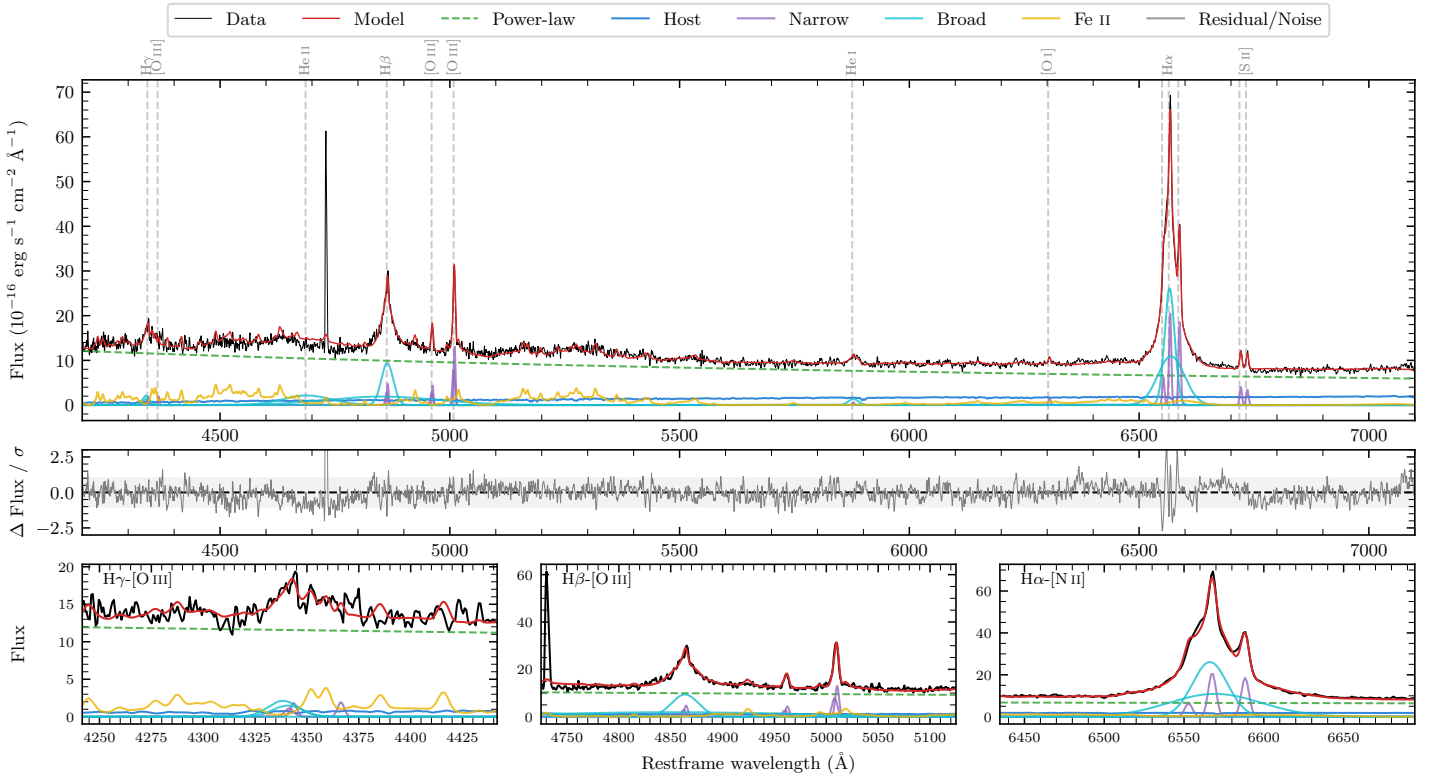 Data Model Power-law Host Narrow Broad Fe II Residual/Noise
Hγ [O III] He II Hβ [O III] [O III] He I [O I] Hα [S II]
Flux (10⁻¹⁶ erg s⁻¹ cm⁻² Å⁻¹)
70
60
50
40
30
20
10
0
4500 5000 5500 6000 6500 7000
Δ Flux / σ
2.5
0.0
−2.5
4500 5000 5500 6000 6500 7000
Flux
Hγ-[O III]
20
15
10
5
0
4250 4275 4300 4325 4350 4375 4400 4425
Hβ-[O III]
60
40
20
0
4750 4800 4850 4900 4950 5000 5050 5100
Hα-[N II]
60
40
20
0
6450 6500 6550 6600 6650
Restframe wavelength (Å)